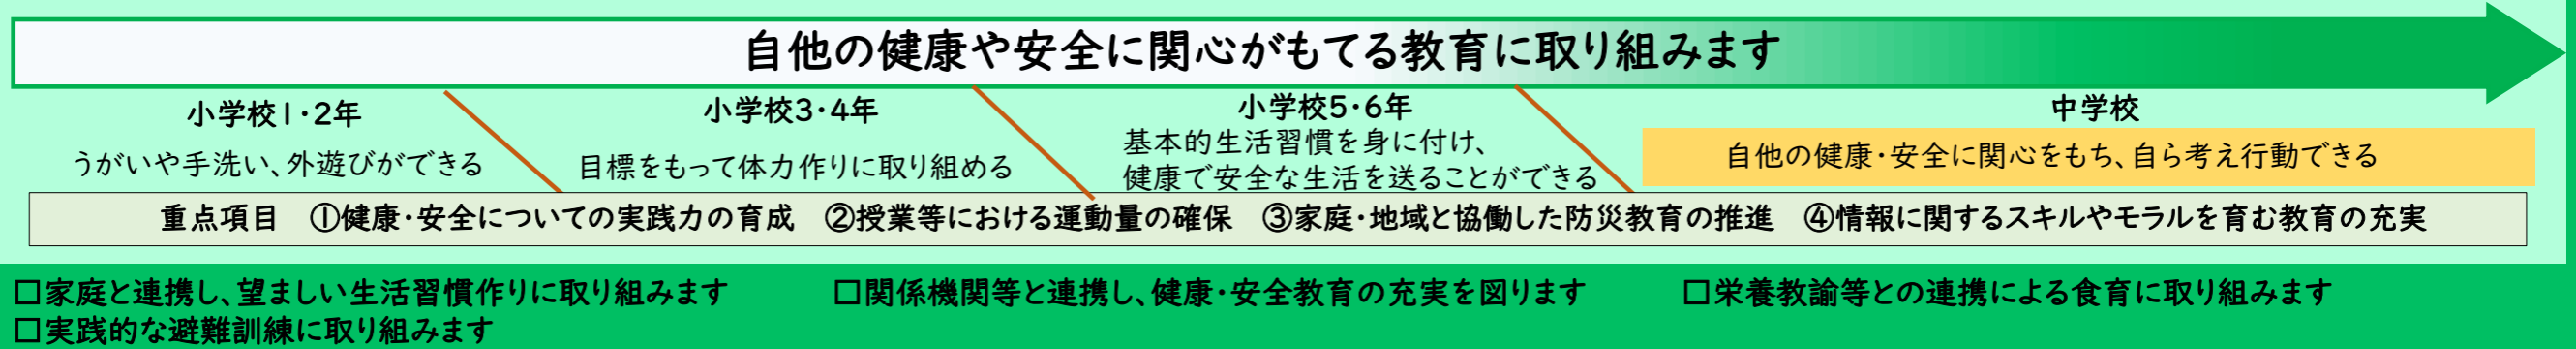 自他の健康や安全に関心がもてる教育に取り組みます
小学校1・2年
うがいや手洗い、外遊びができる
小学校3・4年
目標をもって体力作りに取り組める
小学校5・6年
基本的生活習慣を身に付け、
健康で安全な生活を送ることができる
中学校
自他の健康・安全に関心をもち、自ら考え行動できる
重点項目　①健康・安全についての実践力の育成　②授業等における運動量の確保　③家庭・地域と協働した防災教育の推進　④情報に関するスキルやモラルを育む教育の充実
□家庭と連携し、望ましい生活習慣作りに取り組みます　□関係機関等と連携し、健康・安全教育の充実を図ります　□栄養教諭等との連携による食育に取り組みます
□実践的な避難訓練に取り組みます